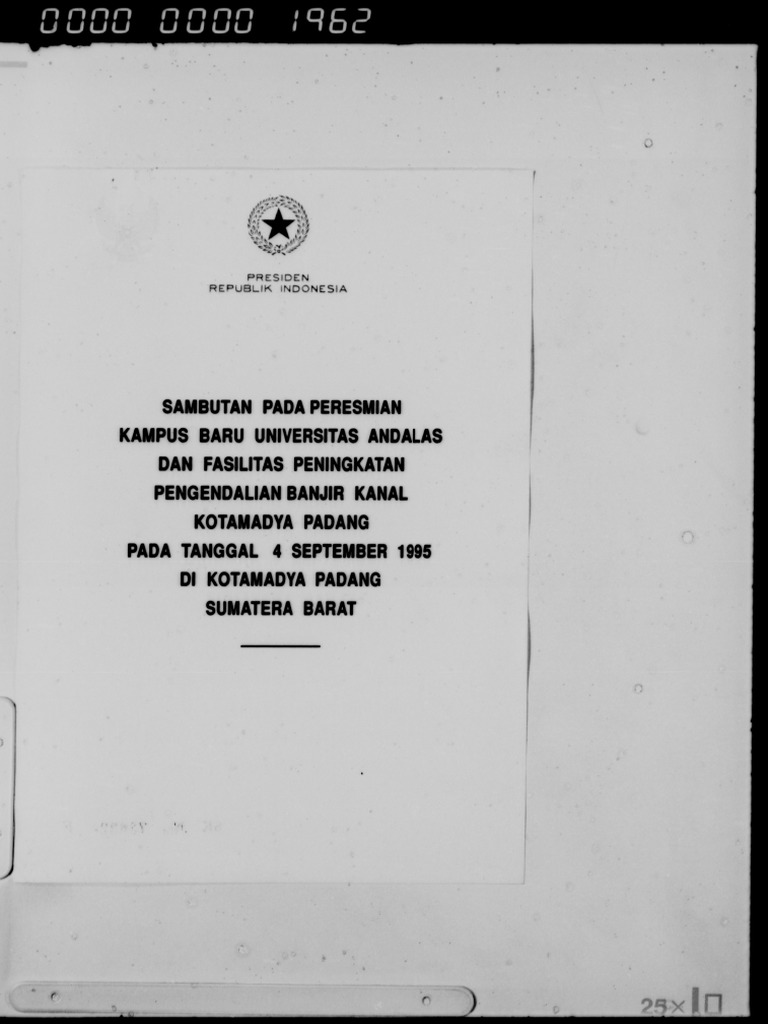 0000 0000 1962
PRESIDEN
REPUBLIK INDONESIA
SAMBUTAN PADA PERESMIAN
KAMPUS BARU UNIVERSITAS ANDALAS
DAN FASILITAS PENINGKATAN
PENGENDALIAN BANJIR KANAL
KOTAMADYA PADANG
PADA TANGGAL 4 SEPTEMBER 1995
DI KOTAMADYA PADANG
SUMATERA BARAT
25×